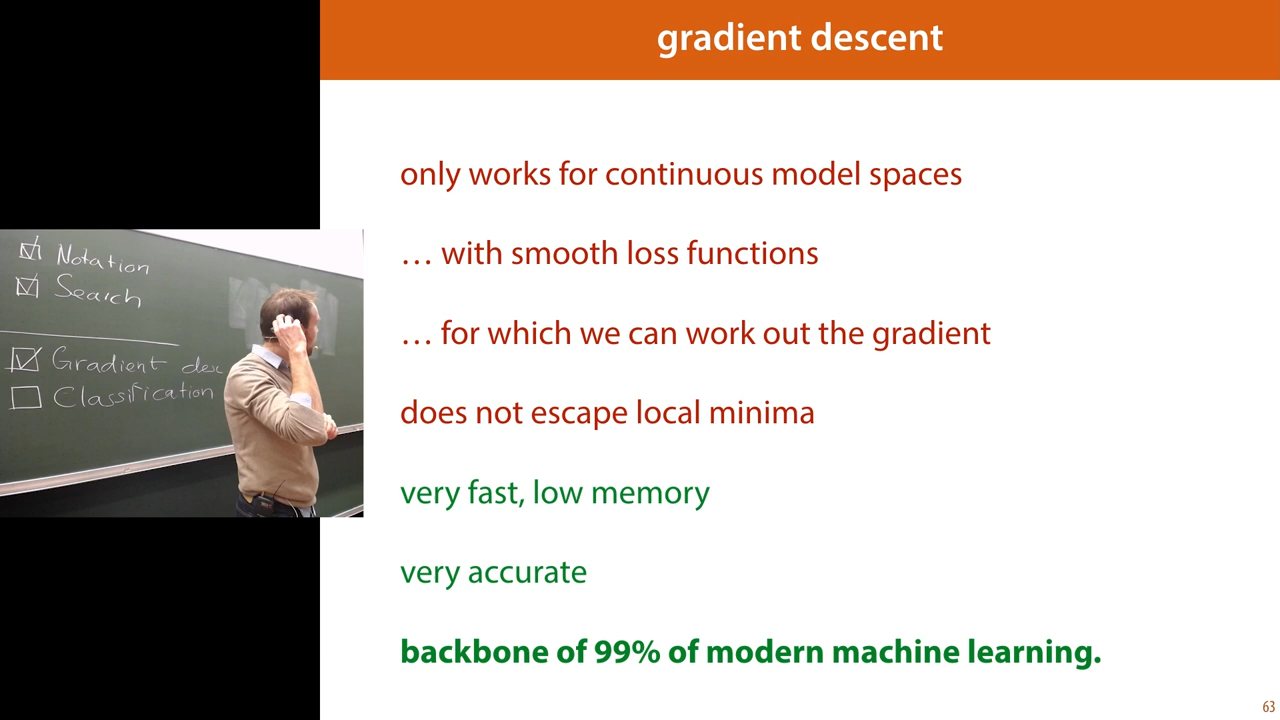 gradient descent
only works for continuous model spaces
… with smooth loss functions
… for which we can work out the gradient
does not escape local minima
very fast, low memory
very accurate
backbone of 99% of modern machine learning.
63
Notation
Search
Gradient desc
Classification